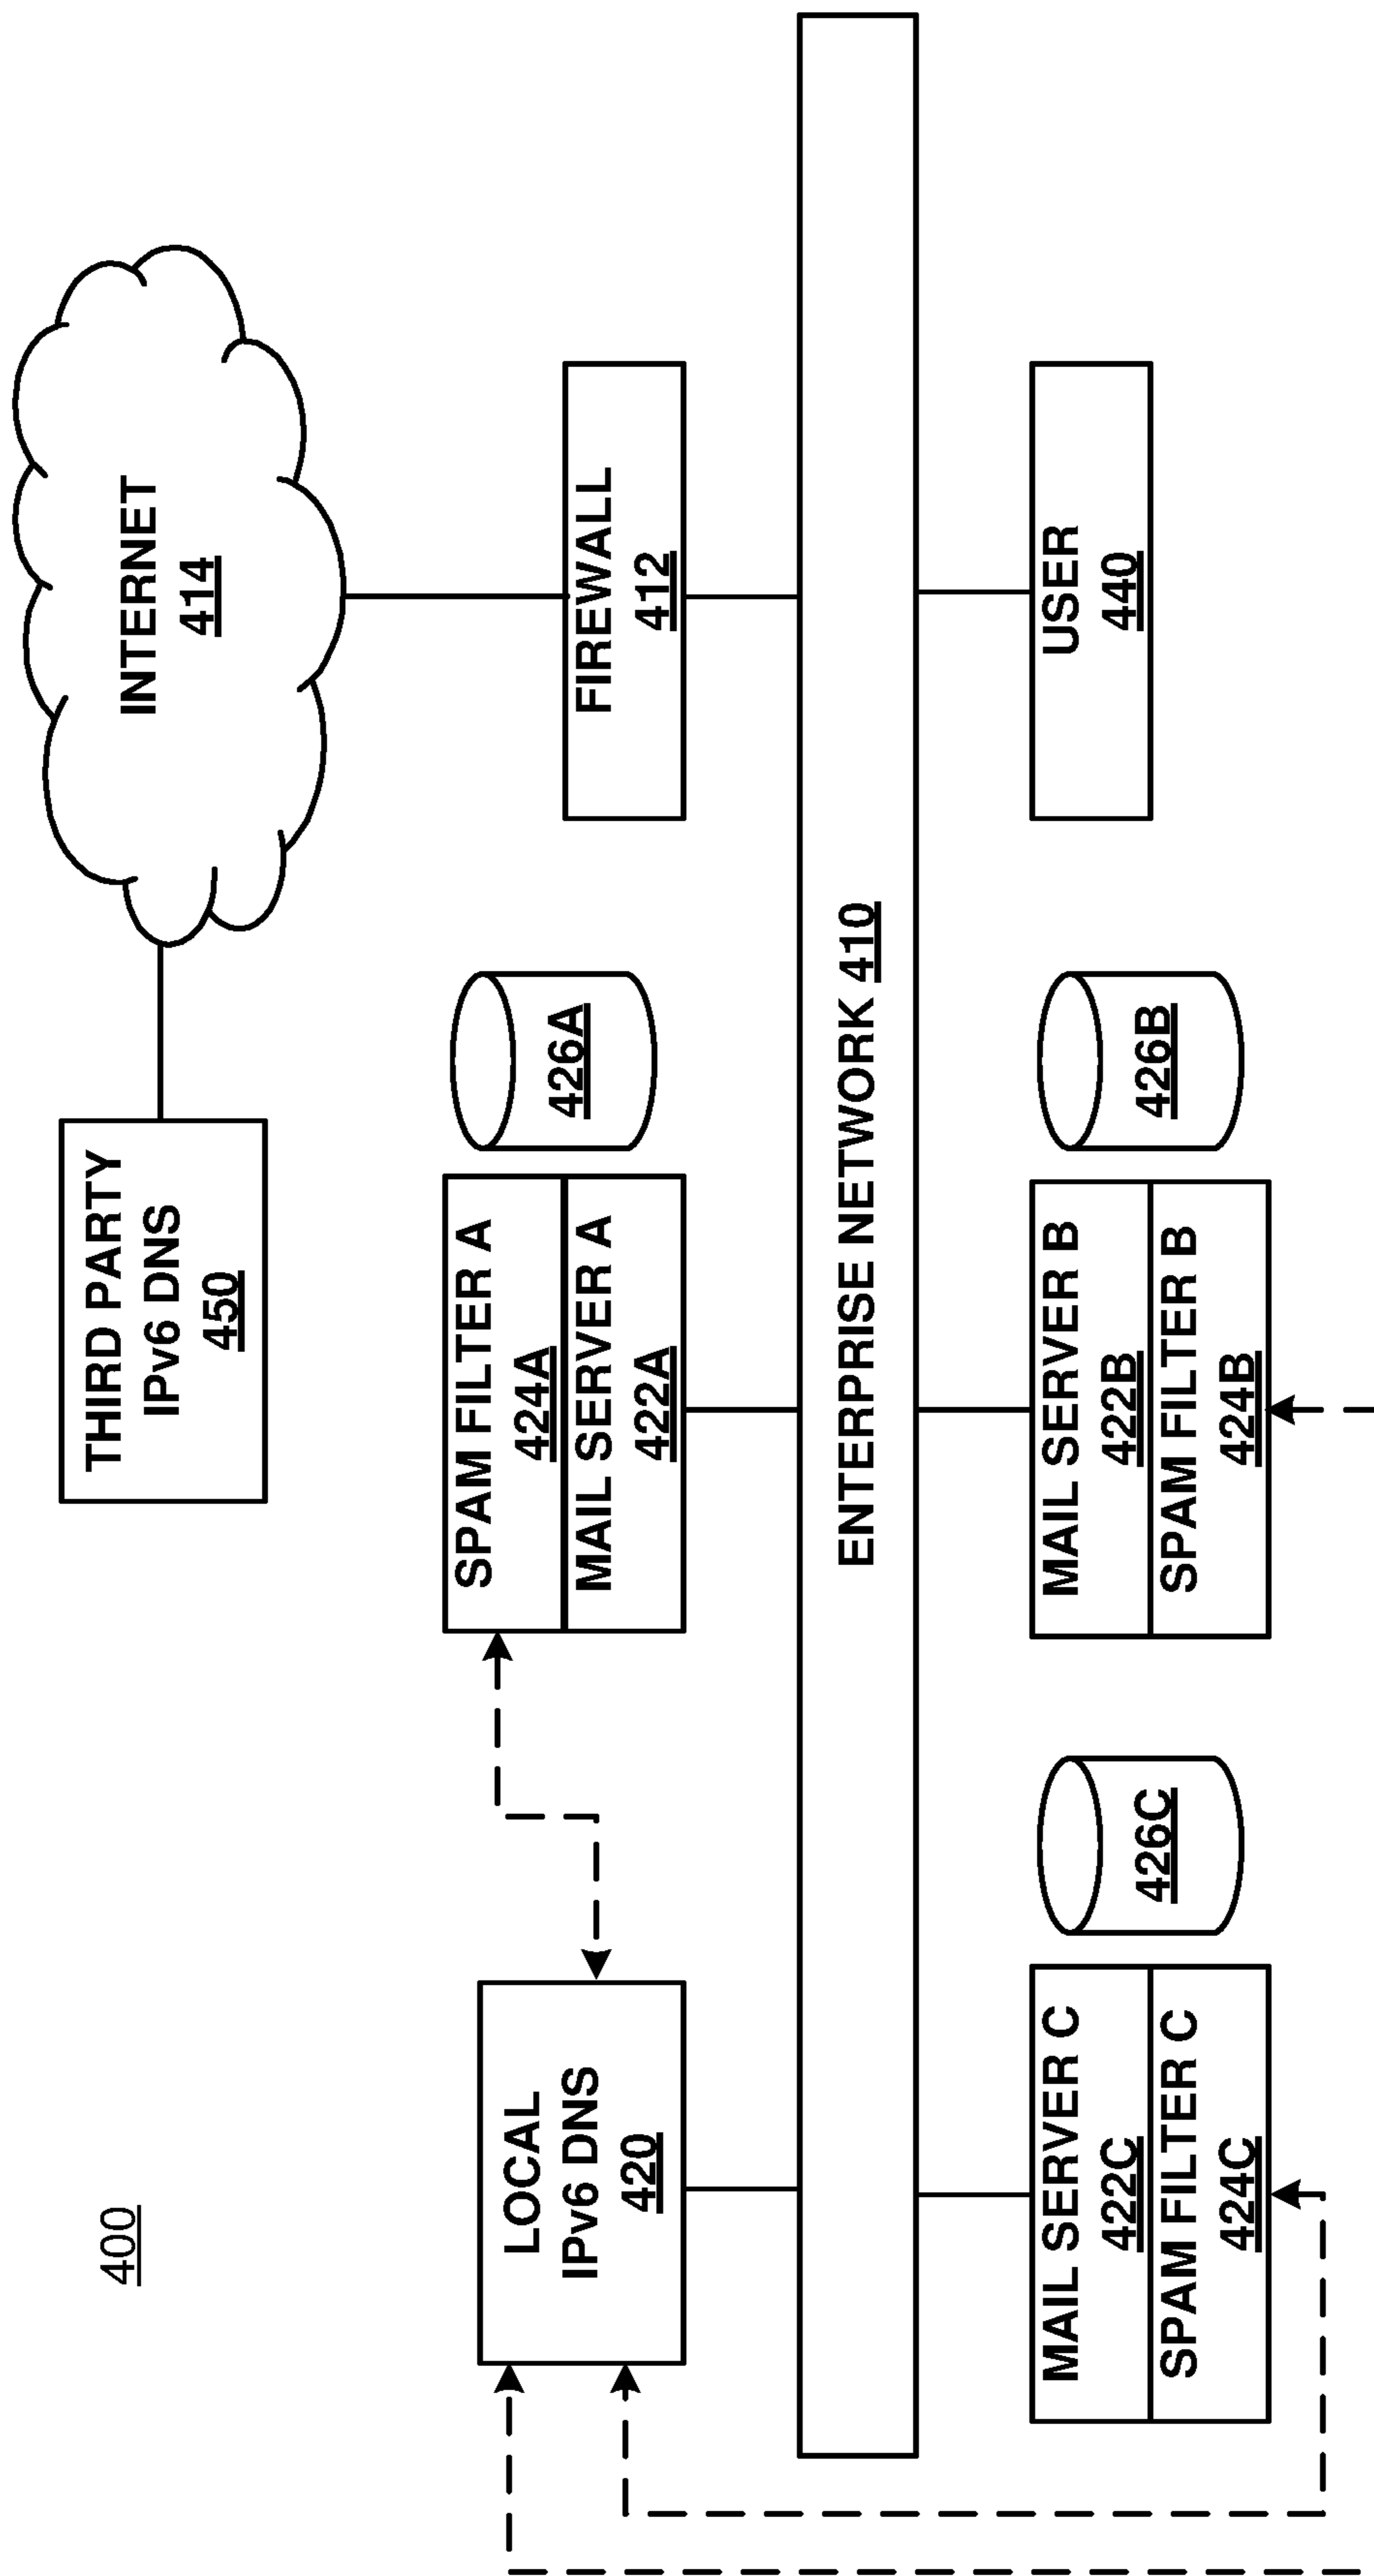 400
THIRD PARTY
IPv6 DNS
450
INTERNET
414
LOCAL
IPv6 DNS
420
SPAM FILTER A
424A
MAIL SERVER A
422A
426A
FIREWALL
412
ENTERPRISE NETWORK 410
MAIL SERVER C
422C
SPAM FILTER C
424C
426C
MAIL SERVER B
422B
SPAM FILTER B
424B
426B
USER
440